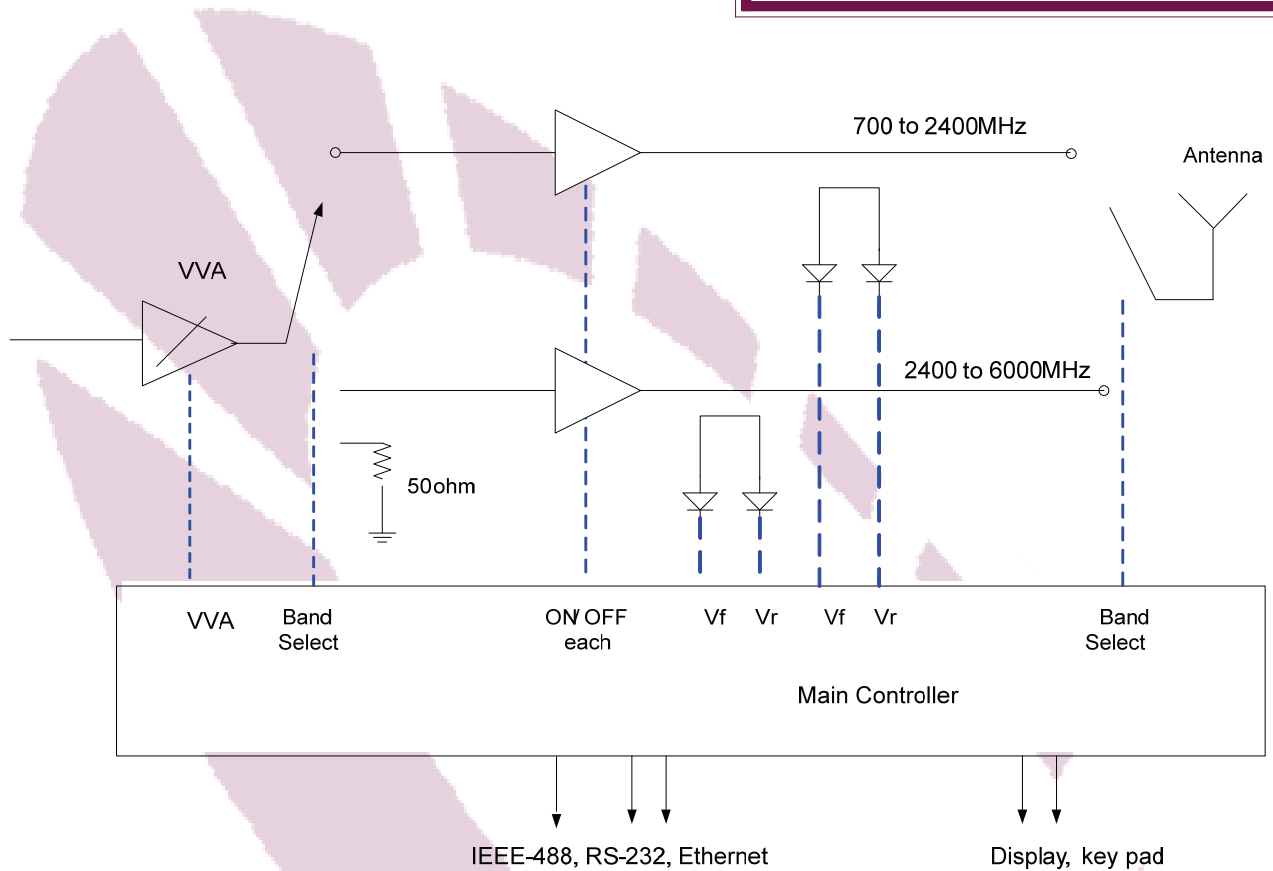 700 to 2400MHz
Antenna
VVA
2400 to 6000MHz
50ohm
VVA
Band
Select
ON/OFF
each
Vf
Vr
Vf
Vr
Band
Select
Main Controller
IEEE-488, RS-232, Ethernet
Display, key pad